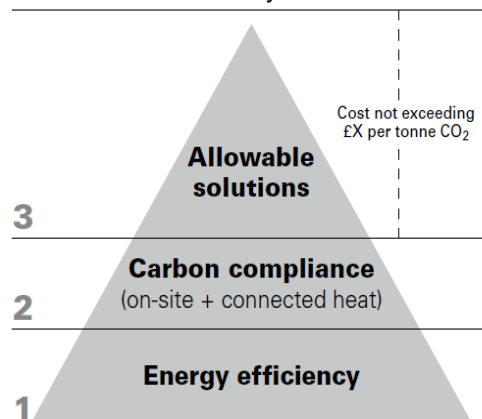 Cost not exceeding
£X per tonne CO₂
Allowable
solutions
3
Carbon compliance
(on-site + connected heat)
2
Energy efficiency
1